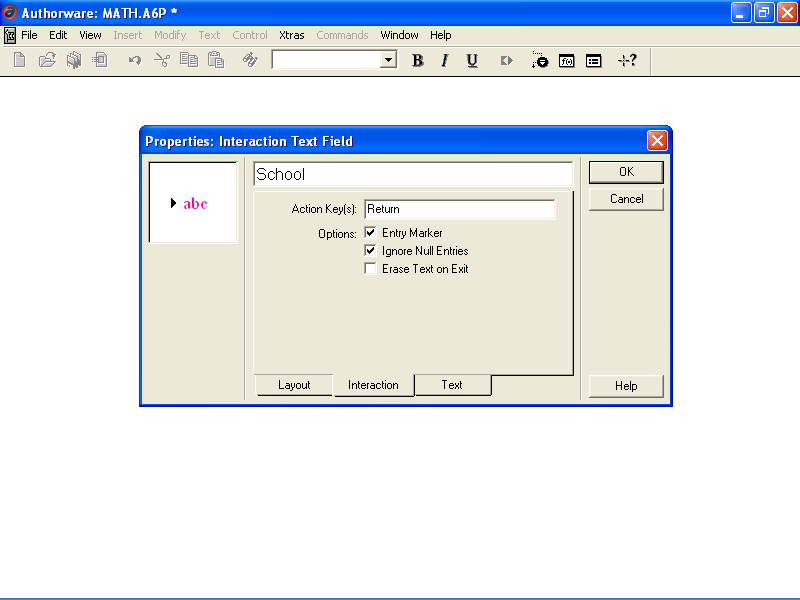 Authorware: MATH.A6P *
File Edit View Insert Modify Text Control Xtras Commands Window Help
B I U f(x) ?
Properties: Interaction Text Field
abc
School
OK
Cancel
Action Key(s): Return
Options: Entry Marker
Ignore Null Entries
Erase Text on Exit
Layout Interaction Text
Help